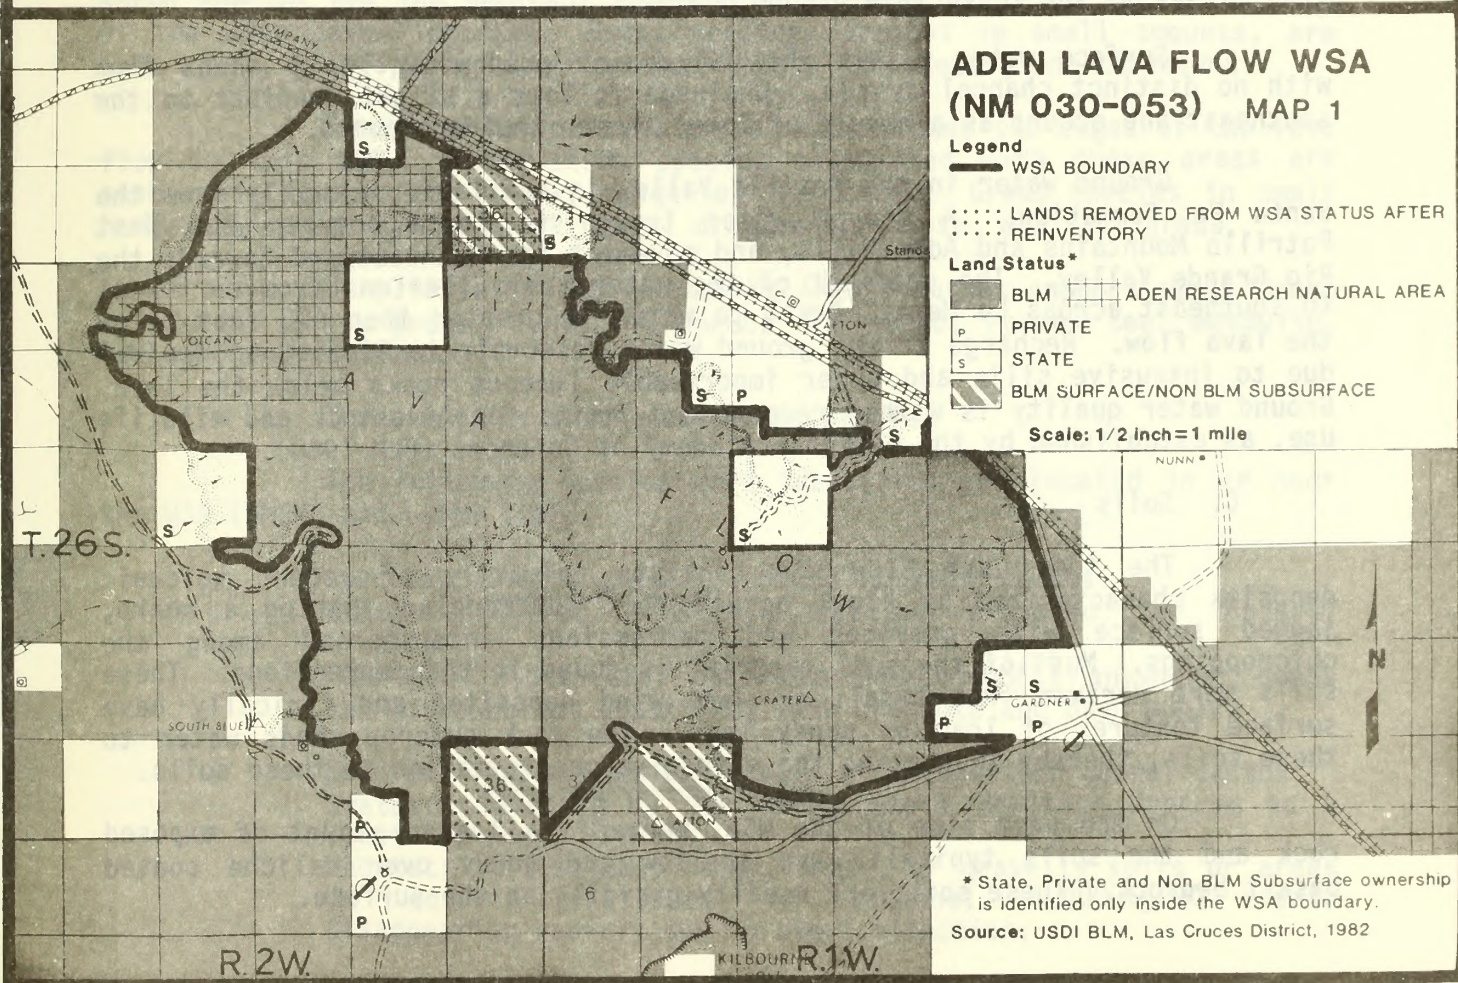 ADEN LAVA FLOW WSA
(NM 030-053) MAP 1
Legend
WSA BOUNDARY
LANDS REMOVED FROM WSA STATUS AFTER
REINVENTORY
Land Status*
BLM
ADEN RESEARCH NATURAL AREA
P PRIVATE
S STATE
BLM SURFACE/NON BLM SUBSURFACE
Scale: 1/2 inch=1 mile
COMPANY
S
36
S
S
VOLCANO
AFTON
S P
S
L
A
V
A
F
L
O
W
S
S
NUNN
T.26S.
N
CRATER
S S
GARDNER
P P
SOUTH BLUE
36
AFTON
P
P
6
R.2W.
KILBOURNE
R.1W.
* State, Private and Non BLM Subsurface ownership
is identified only inside the WSA boundary.
Source: USDI BLM, Las Cruces District, 1982